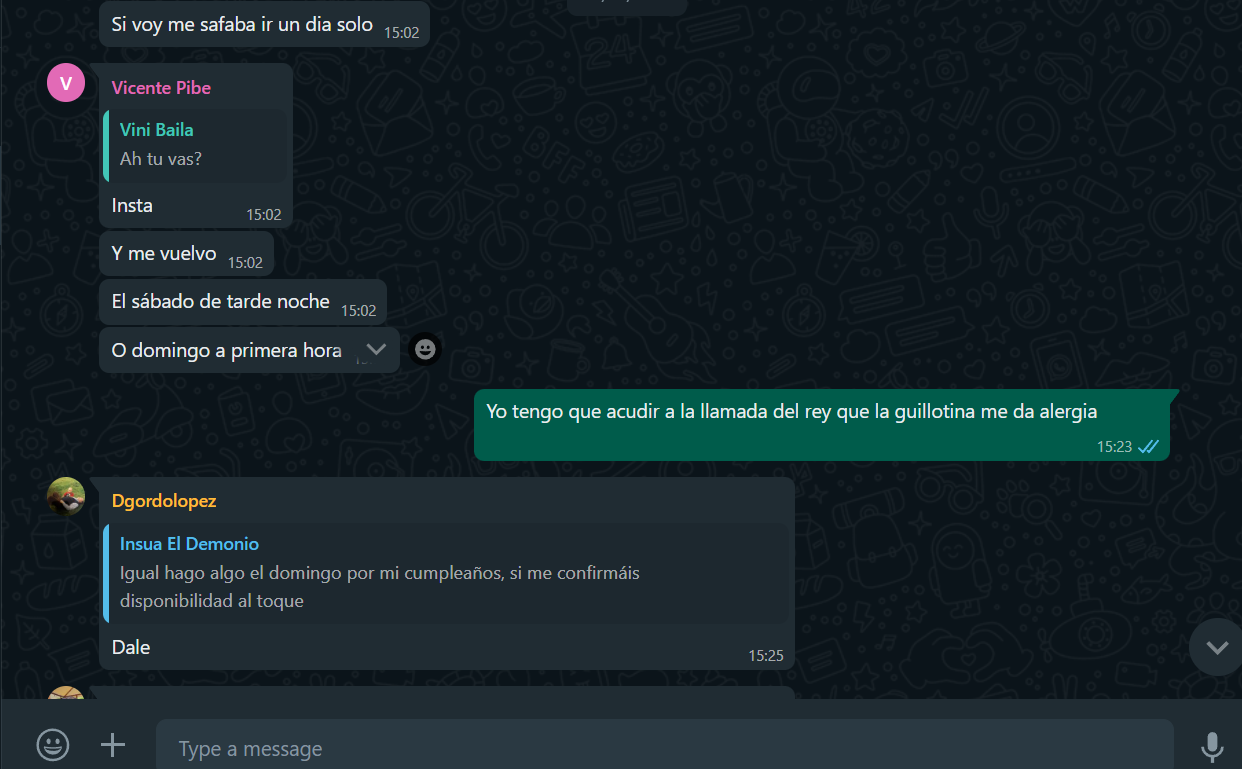 Si voy me safaba ir un dia solo 15:02
V
Vicente Pibe
Vini Baila
Ah tu vas?
Insta
15:02
Y me vuelvo 15:02
El sábado de tarde noche 15:02
O domingo a primera hora
Yo tengo que acudir a la llamada del rey que la guillotina me da alergia
15:23
Dgordolopez
Insua El Demonio
Igual hago algo el domingo por mi cumpleaños, si me confirmáis
disponibilidad al toque
Dale
15:25
Type a message